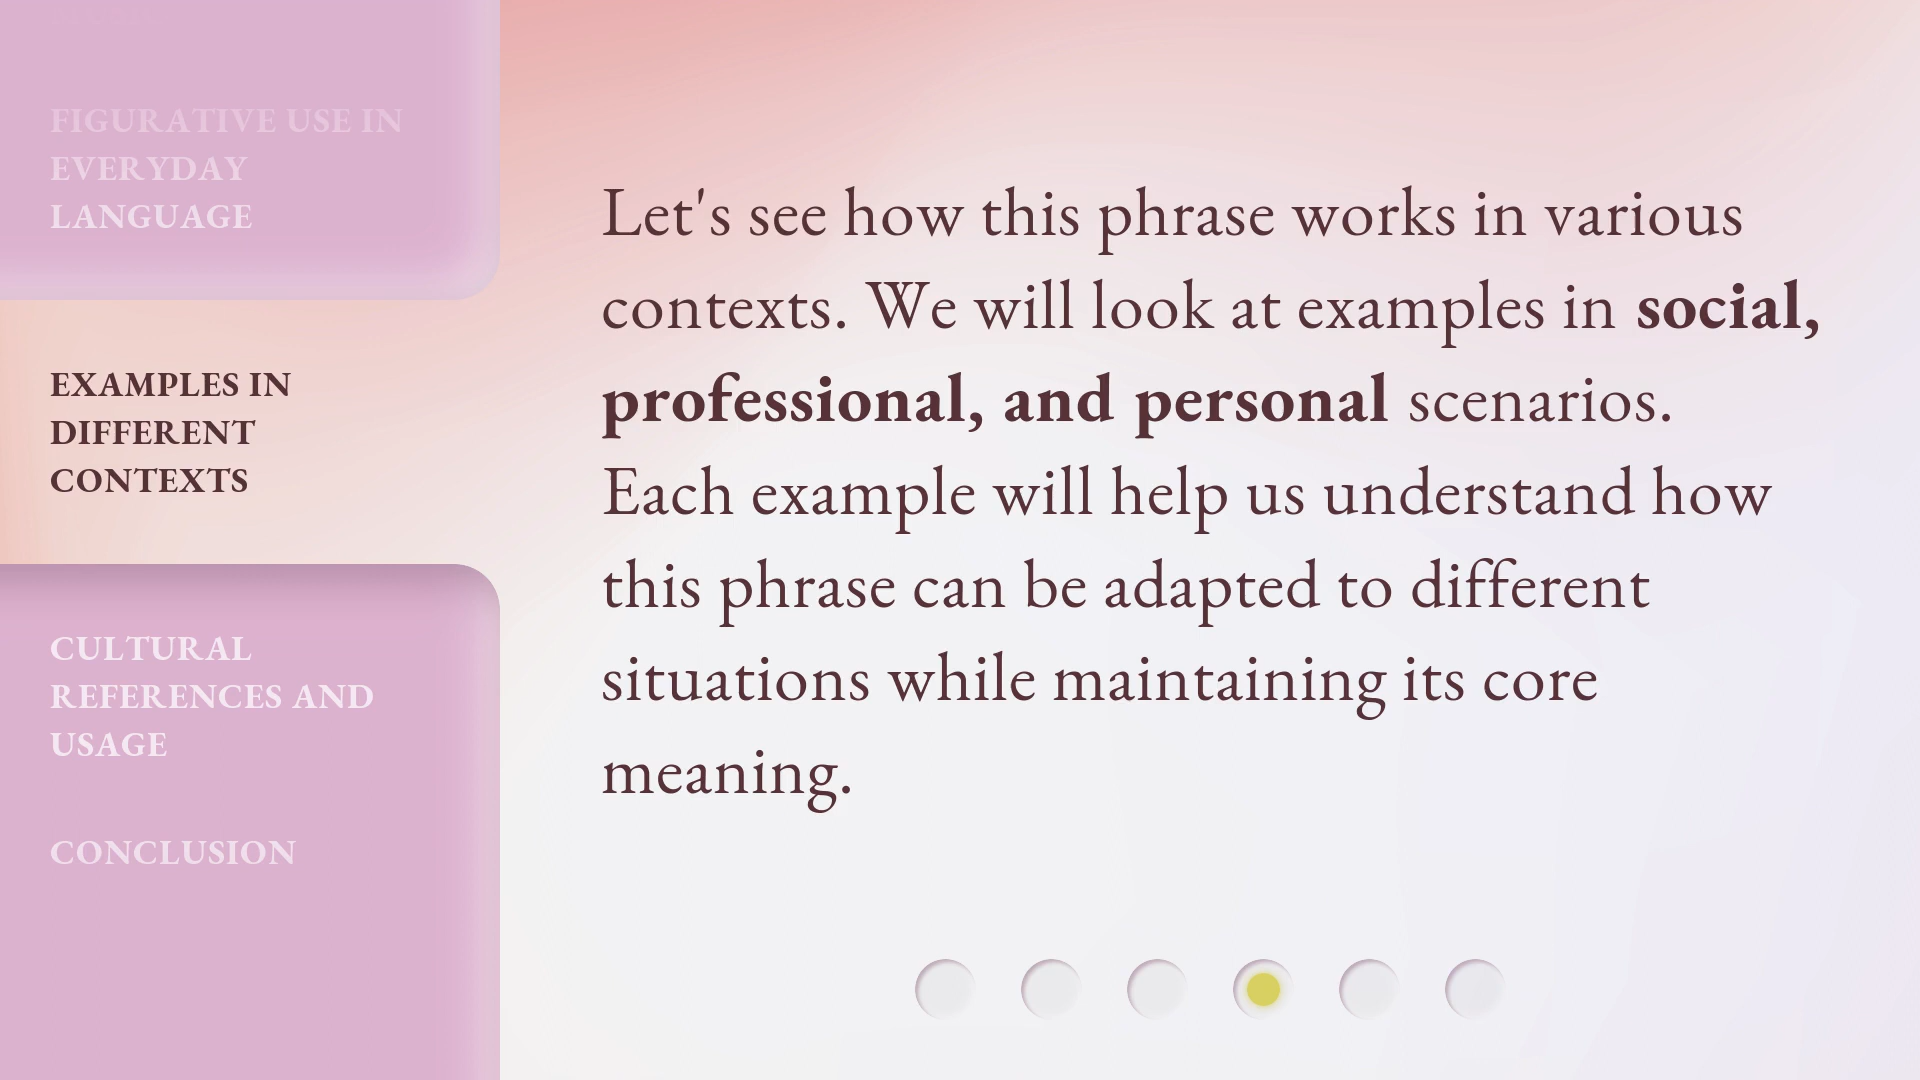 FIGURATIVE USE IN
EVERYDAY
LANGUAGE
EXAMPLES IN
DIFFERENT
CONTEXTS
CULTURAL
REFERENCES AND
USAGE
CONCLUSION
Let's see how this phrase works in various
contexts. We will look at examples in social,
professional, and personal scenarios.
Each example will help us understand how
this phrase can be adapted to different
situations while maintaining its core
meaning.